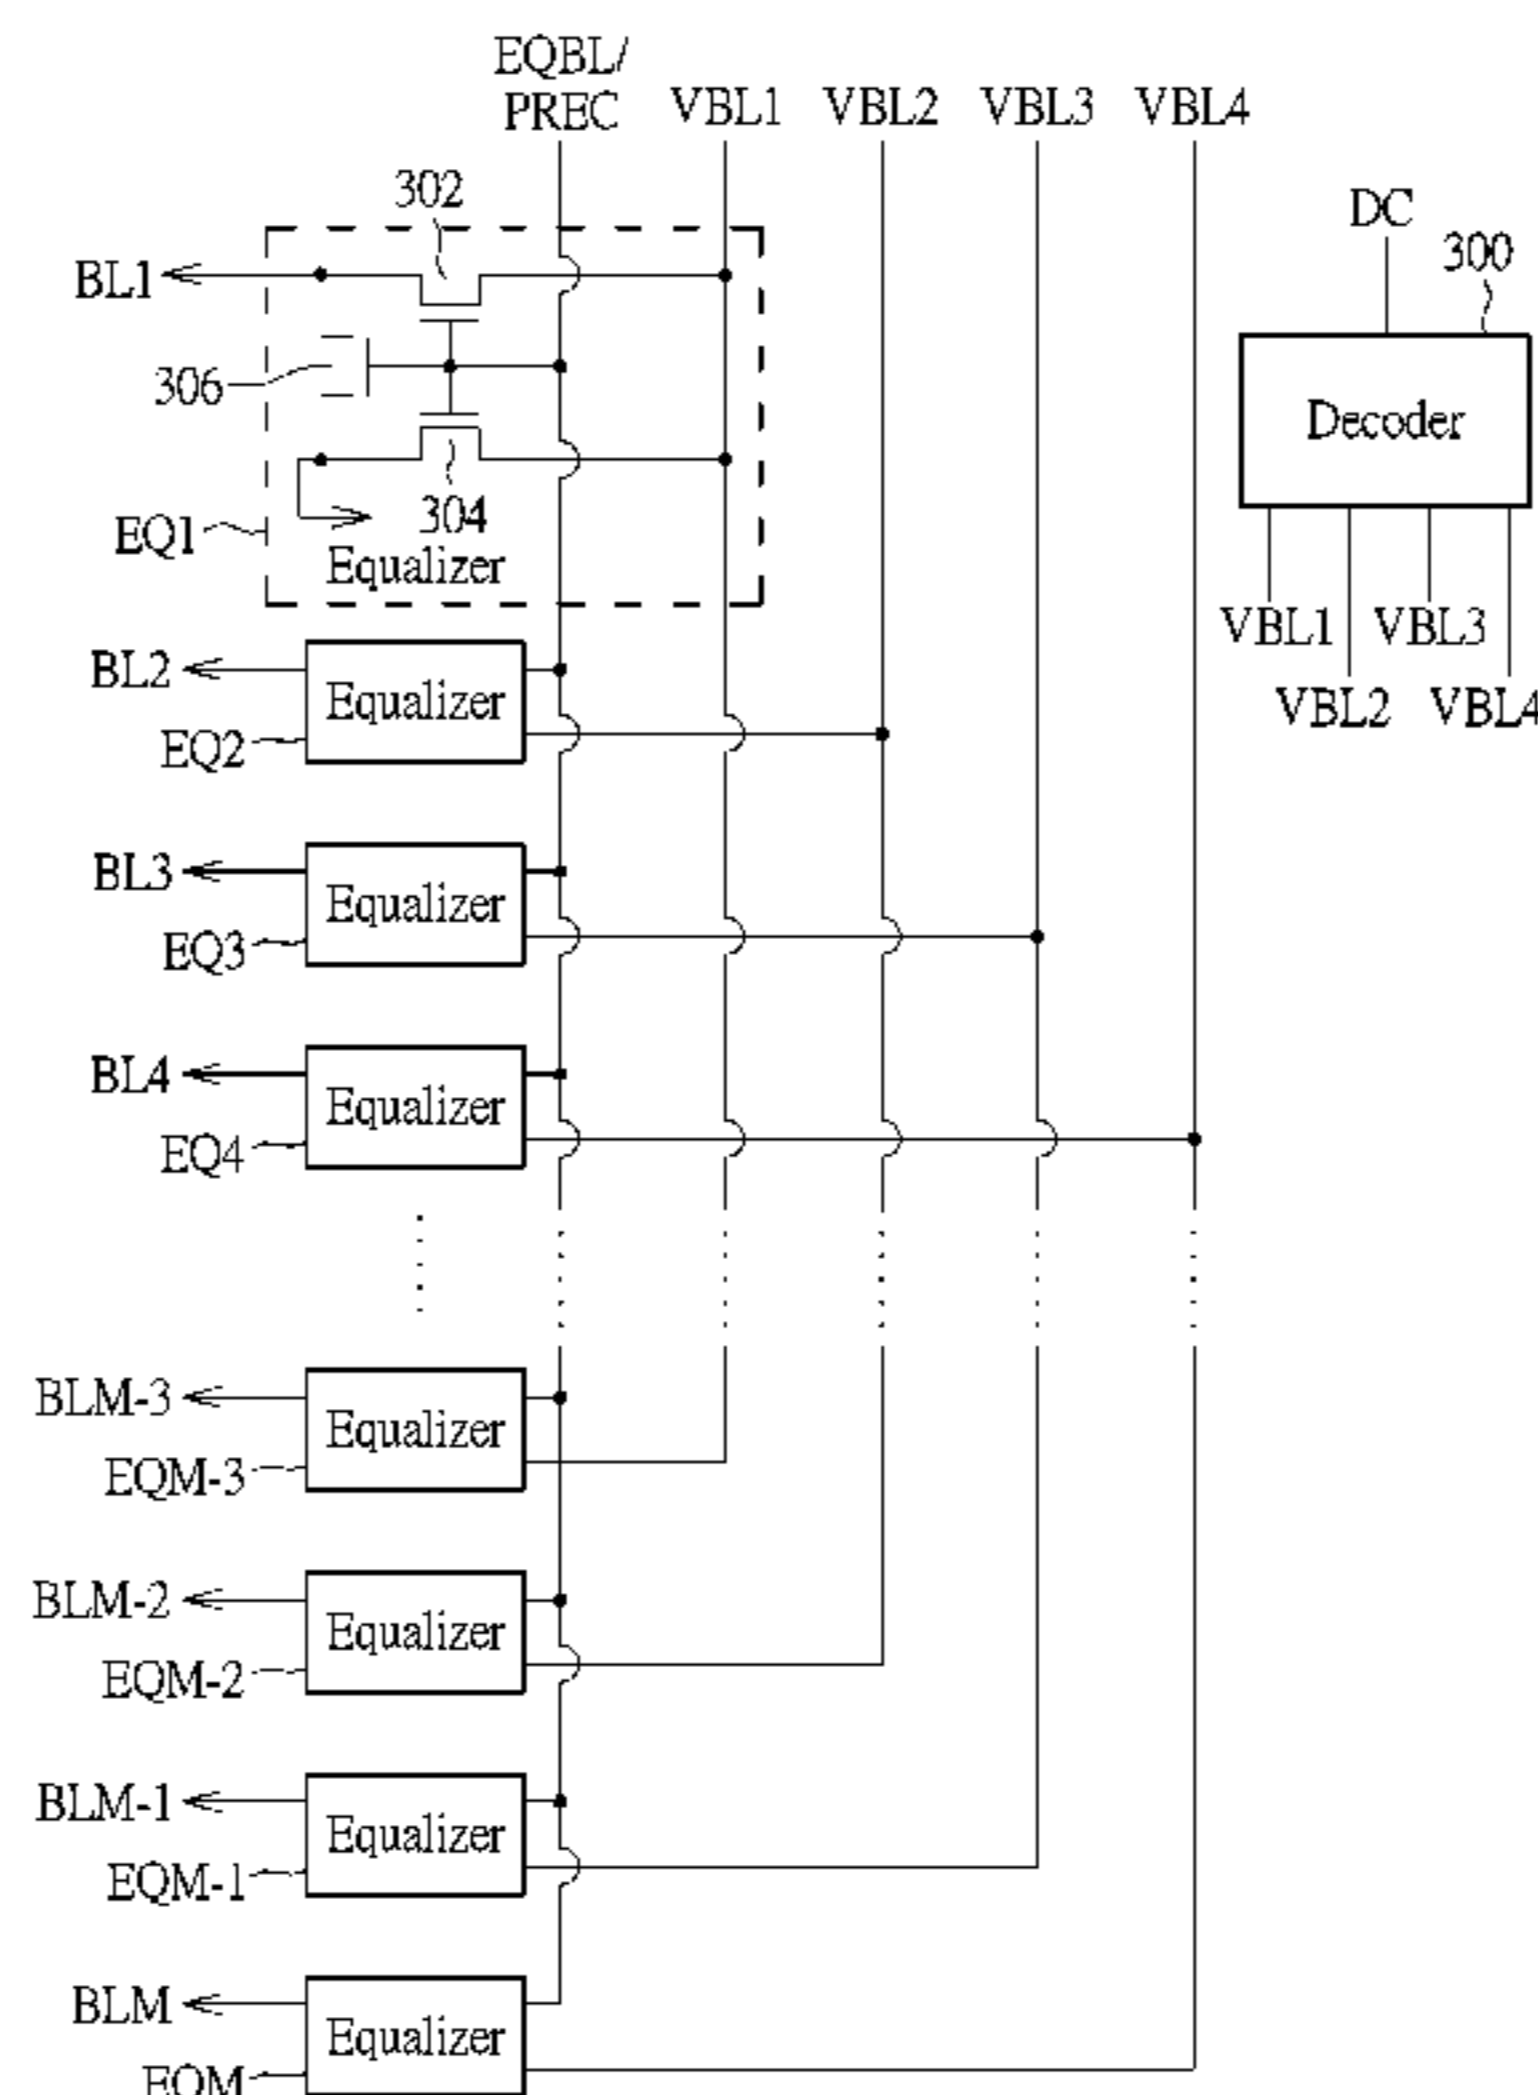 EQBL/
PREC
VBL1
VBL2
VBL3
VBL4
302
BL1
306
304
EQ1
Equalizer
DC
300
Decoder
VBL1
VBL3
VBL2
VBL4
BL2
Equalizer
EQ2
BL3
Equalizer
EQ3
BL4
Equalizer
EQ4
BLM-3
Equalizer
EQM-3
BLM-2
Equalizer
EQM-2
BLM-1
Equalizer
EQM-1
BLM
Equalizer
EQM